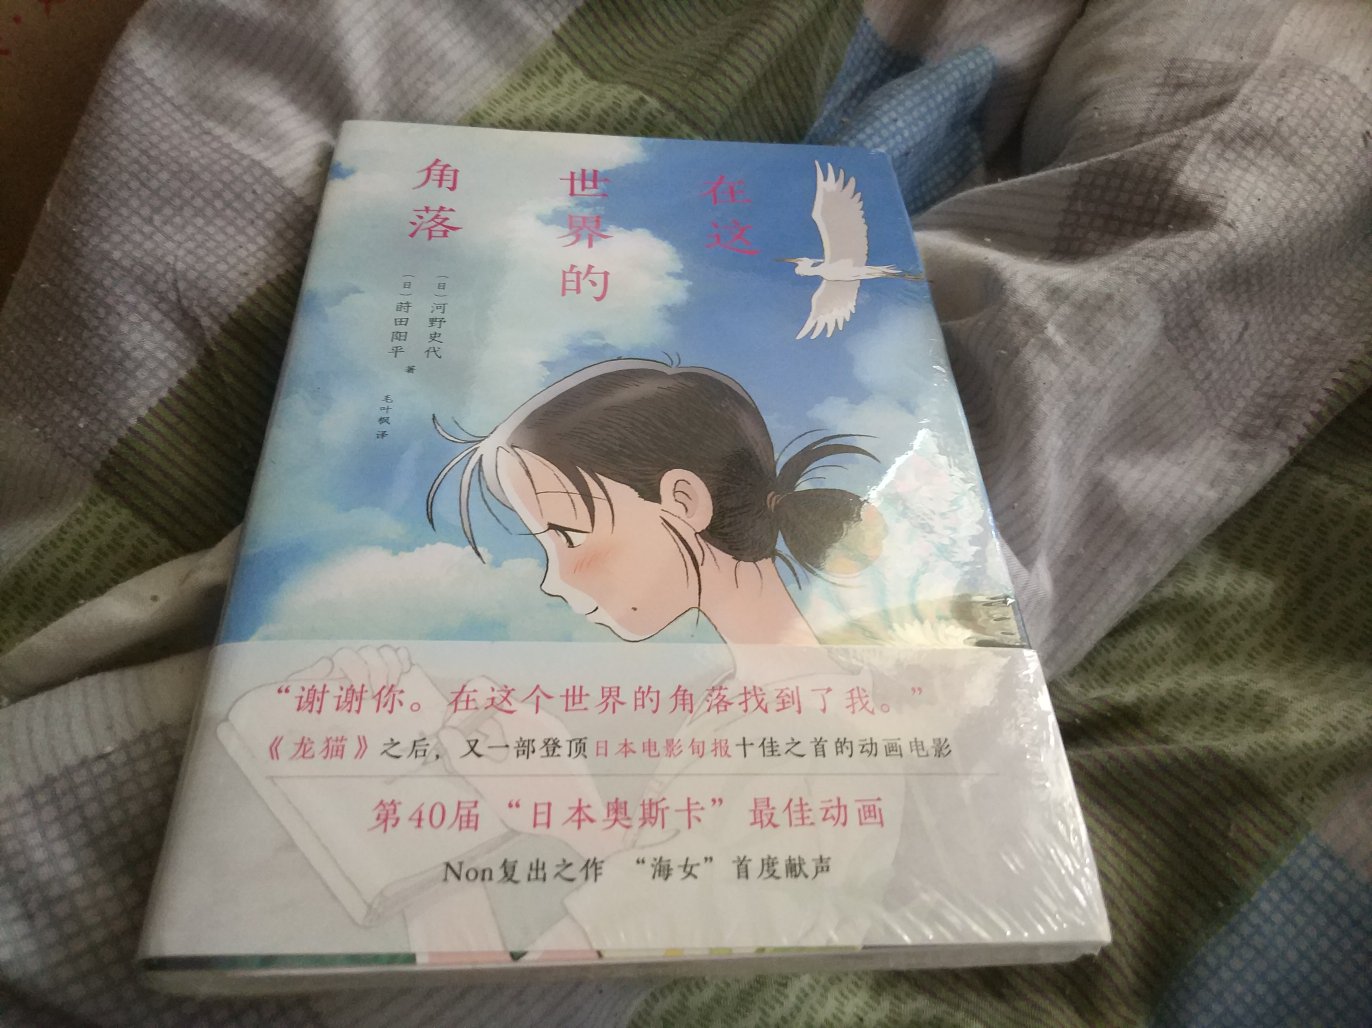 在这
世界的
角落
（日）河野史代
（日）莳田阳平 著
毛叶枫 译
“谢谢你。在这个世界的角落找到了我。”
《龙猫》之后，又一部登顶日本电影旬报十佳之首的动画电影
第40届“日本奥斯卡”最佳动画
Non复出之作 “海女”首度献声